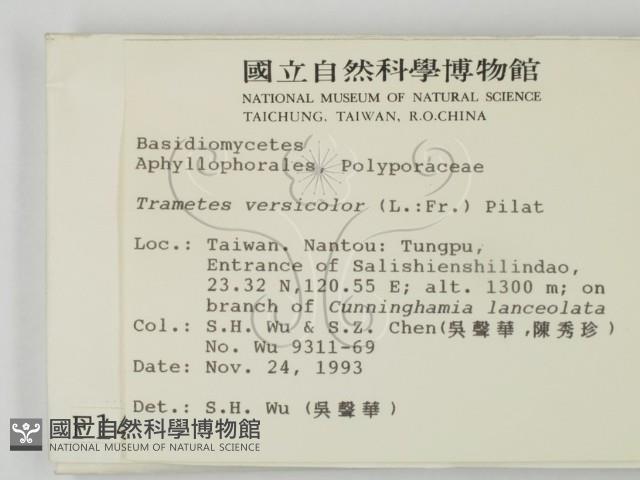 國立自然科學博物館
NATIONAL MUSEUM OF NATURAL SCIENCE
TAICHUNG, TAIWAN, R.O.CHINA
Basidiomycetes
Aphyllophorales, Polyporaceae
Trametes versicolor (L.:Fr.) Pilat
Loc.: Taiwan. Nantou: Tungpu,
Entrance of Salishienshilindao,
23.32 N,120.55 E; alt. 1300 m; on
branch of Cunninghamia lanceolata
Col.: S.H. Wu & S.Z. Chen(吳聲華,陳秀珍)
No. Wu 9311-69
Date: Nov. 24, 1993
Det.: S.H. Wu (吳聲華)
國立自然科學博物館
NATIONAL MUSEUM OF NATURAL SCIENCE